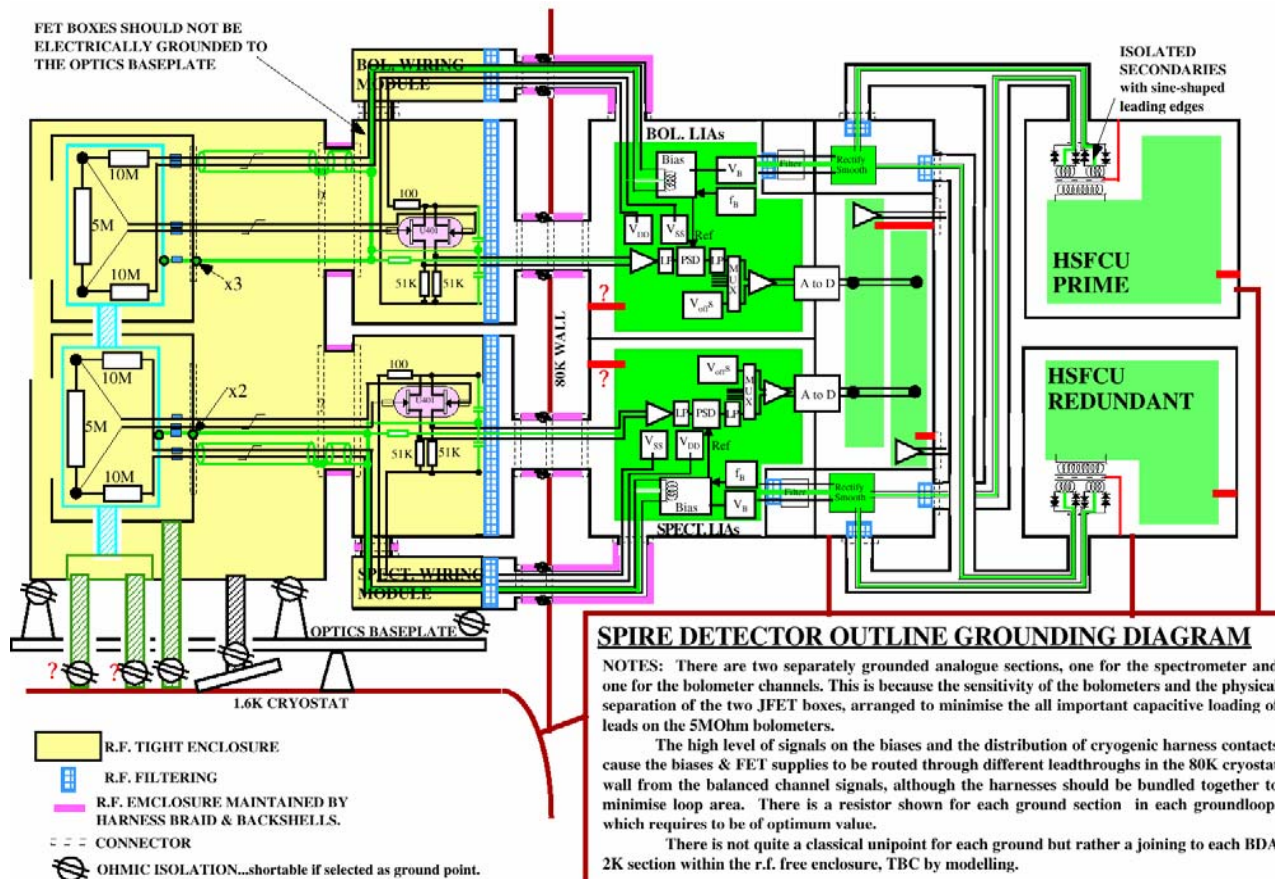 FET BOXES SHOULD NOT BE
ELECTRICALLY GROUNDED TO
THE OPTICS BASEPLATE
BOL. WIRING
MODULE
ISOLATED
SECONDARIES
with sine-shaped
leading edges
10M
5M
10M
x3
100
U401
51K
51K
80K WALL
BOL. LIAs
Bias
VB
fB
Filter
Rectify
Smooth
VDD
VSS
Ref
LP
PSD
LP
MUX
Voffs
A to D
?
HSFCU
PRIME
10M
5M
10M
x2
100
U401
51K
51K
?
Voffs
MUX
LP
PSD
LP
A to D
VSS
VDD
Ref
fB
Bias
VB
Filter
Rectify
Smooth
SPECT. LIAs
HSFCU
REDUNDANT
SPECT. WIRING
MODULE
OPTICS BASEPLATE
?
?
1.6K CRYOSTAT
R.F. TIGHT ENCLOSURE
R.F. FILTERING
R.F. EMCLOSURE MAINTAINED BY
HARNESS BRAID & BACKSHELLS.
CONNECTOR
OHMIC ISOLATION...shortable if selected as ground point.
SPIRE DETECTOR OUTLINE GROUNDING DIAGRAM
NOTES: There are two separately grounded analogue sections, one for the spectrometer and
one for the bolometer channels. This is because the sensitivity of the bolometers and the physical
separation of the two JFET boxes, arranged to minimise the all important capacitive loading of
leads on the 5MOhm bolometers.
The high level of signals on the biases and the distribution of cryogenic harness contacts
cause the biases & FET supplies to be routed through different leadthroughs in the 80K cryostat
wall from the balanced channel signals, although the harnesses should be bundled together to
minimise loop area. There is a resistor shown for each ground section in each groundloop
which requires to be of optimum value.
There is not quite a classical unipoint for each ground but rather a joining to each BDA
2K section within the r.f. free enclosure, TBC by modelling.